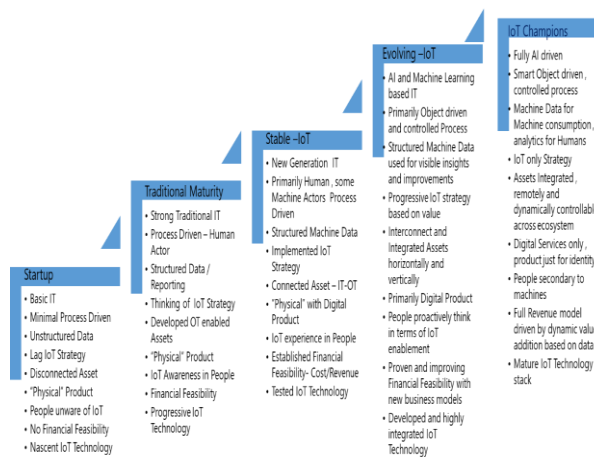 Startup
• Basic IT
• Minimal Process Driven
• Unstructured Data
• Lag IoT Strategy
• Disconnected Asset
• "Physical" Product
• People unware of IoT
• No Financial Feasibility
• Nascent IoT Technology
Traditional Maturity
• Strong Traditional IT
• Process Driven – Human
Actor
• Structured Data /
Reporting
• Thinking of IoT Strategy
• Developed OT enabled
Assets
• "Physical" Product
• IoT Awareness in People
• Financial Feasibility
• Progressive IoT
Technology
Stable –IoT
• New Generation IT
• Primarily Human , some
Machine Actors Process
Driven
• Structured Machine Data
• Implemented IoT
Strategy
• Connected Asset – IT-OT
• "Physical" with Digital
Product
• IoT experience in People
• Established Financial
Feasibility- Cost/Revenue
• Tested IoT Technology
Evolving –IoT
• AI and Machine Learning
based IT
• Primarily Object driven
and controlled Process
• Structured Machine Data
used for visible insights
and improvements
• Progressive IoT strategy
based on value
• Interconnect and
Integrated Assets
horizontally and
vertically
• Primarily Digital Product
• People proactively think
in terms of IoT
enablement
• Proven and improving
Financial Feasibility with
new business models
• Developed and highly
integrated IoT
Technology
IoT Champions
• Fully AI driven
• Smart Object driven ,
controlled process
• Machine Data for
Machine consumption ,
analytics for Humans
• IoT only Strategy
• Assets Integrated ,
remotely and
dynamically controllabl
across ecosystem
• Digital Services only ,
product just for identity
• People secondary to
machines
• Full Revenue model
driven by dynamic value
addition based on data
• Mature IoT Technology
stack